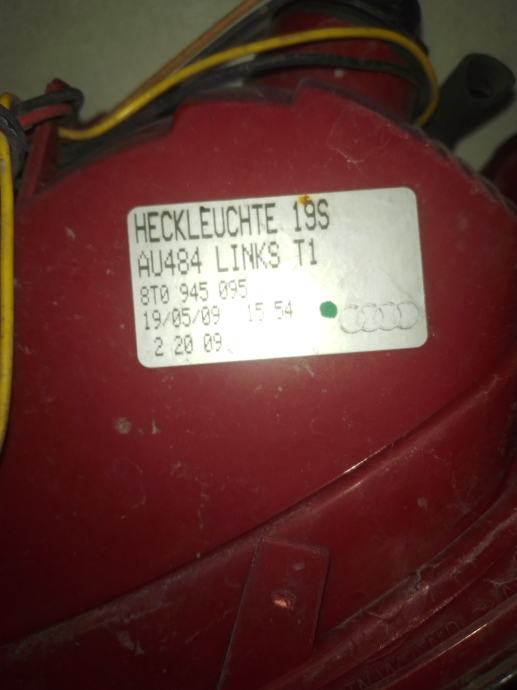 HECKLEUCHTE 19S
AU484 LINKS T1
8T0 945 095
19/05/09 15 54
2 20 09